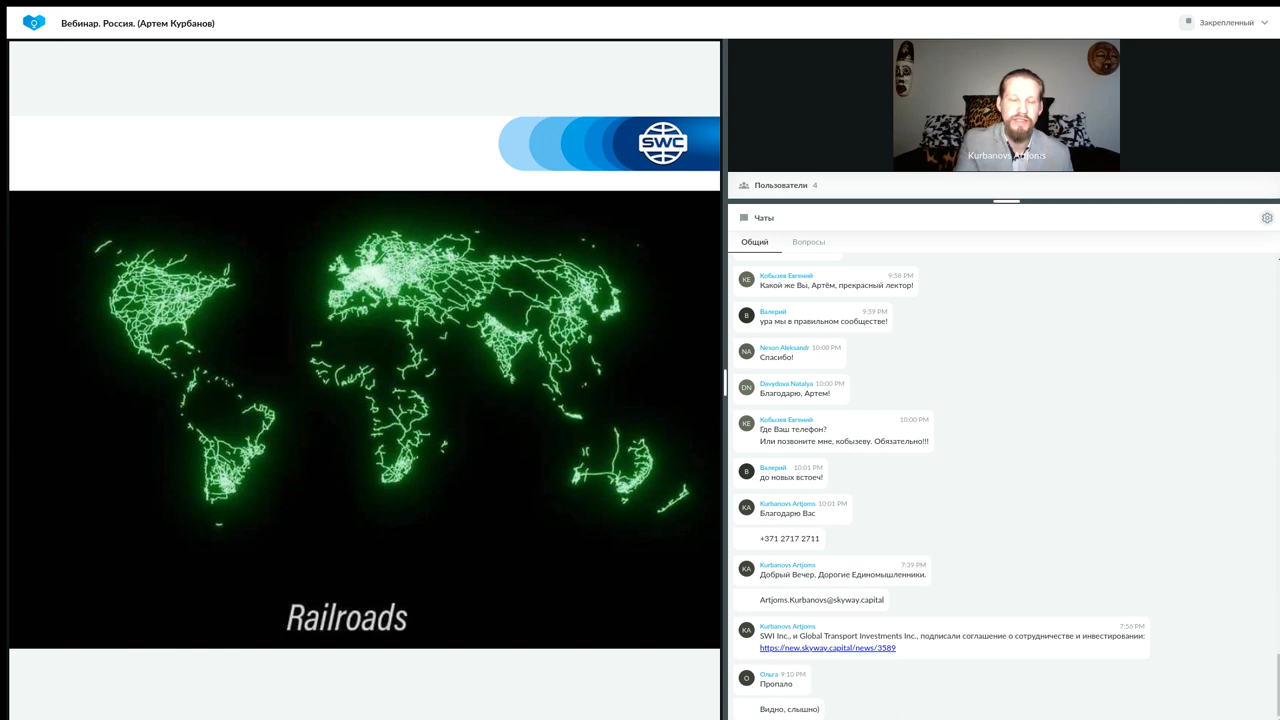 Вебинар. Россия. (Артем Курбанов)
Закрепленный
SWC
Railroads
Kurbanovs Artjoms
Пользователи 4
Чаты
Общий Вопросы
KE Кобызев Евгений 9:58 PM
Какой же Вы, Артём, прекрасный лектор!
В Валерий 9:59 PM
ура мы в правильном сообществе!
NA Neson Aleksandr 10:00 PM
Спасибо!
DN Davydova Natalya 10:00 PM
Благодарю, Артем!
KE Кобызев Евгений 10:00 PM
Где Ваш телефон?
Или позвоните мне, кобызеву. Обязательно!!!
В Валерий 10:01 PM
до новых встоеч!
KA Kurbanovs Artjoms 10:01 PM
Благодарю Вас
+371 2717 2711
KA Kurbanovs Artjoms 7:39 PM
Добрый Вечер, Дорогие Единомышленники.
Artjoms.Kurbanovs@skyway.capital
KA Kurbanovs Artjoms 7:56 PM
SWI Inc., и Global Transport Investments Inc., подписали соглашение о сотрудничестве и инвестировании:
https://new.skyway.capital/news/3589
О Ольга 9:10 PM
Пропало
Видно, слышно)